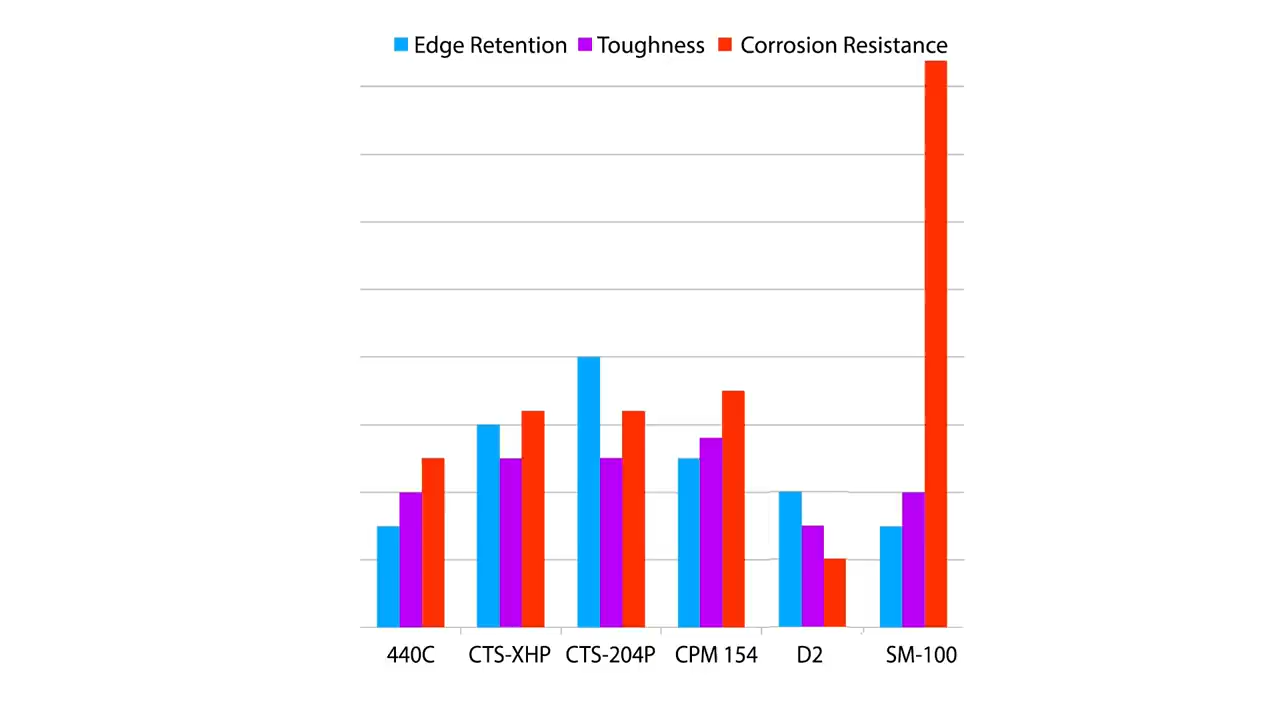 Edge Retention Toughness Corrosion Resistance
440C CTS-XHP CTS-204P CPM 154 D2 SM-100